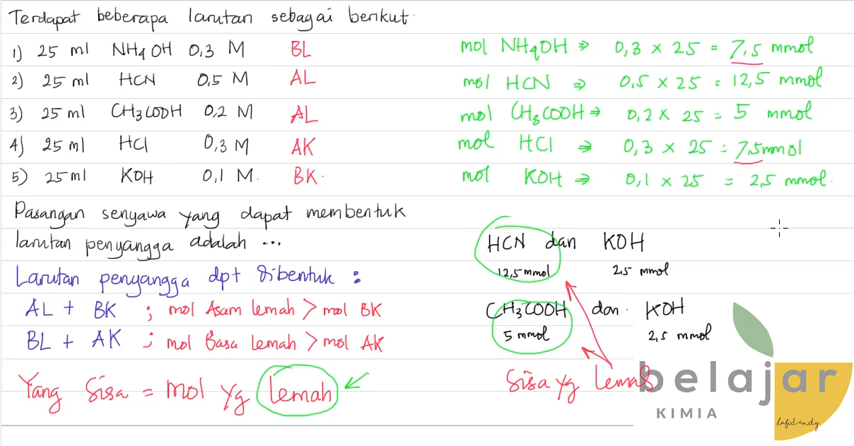 Terdapat beberapa larutan sebagai berikut
1) 25 ml NH4OH 0,3 M BL mol NH4OH ⇒ 0,3 × 25 = 7,5 mmol
2) 25 ml HCN 0,5 M AL mol HCN ⇒ 0,5 × 25 = 12,5 mmol
3) 25 ml CH3COOH 0,2 M AL mol CH3COOH ⇒ 0,2 × 25 = 5 mmol
4) 25 ml HCl 0,3 M AK mol HCl ⇒ 0,3 × 25 = 7,5 mmol
5) 25 ml KOH 0,1 M BK mol KOH ⇒ 0,1 × 25 = 2,5 mmol
Pasangan senyawa yang dapat membentuk
larutan penyangga adalah ...
Larutan penyangga dpt dibentuk :
AL + BK ; mol Asam lemah > mol BK
BL + AK ; mol Basa lemah > mol AK
Yang sisa = mol yg lemah
HCN dan KOH
12,5 mmol 2,5 mmol
CH3COOH dan KOH
5 mmol 2,5 mmol
Sisa yg lemah
belajar
KIMIA